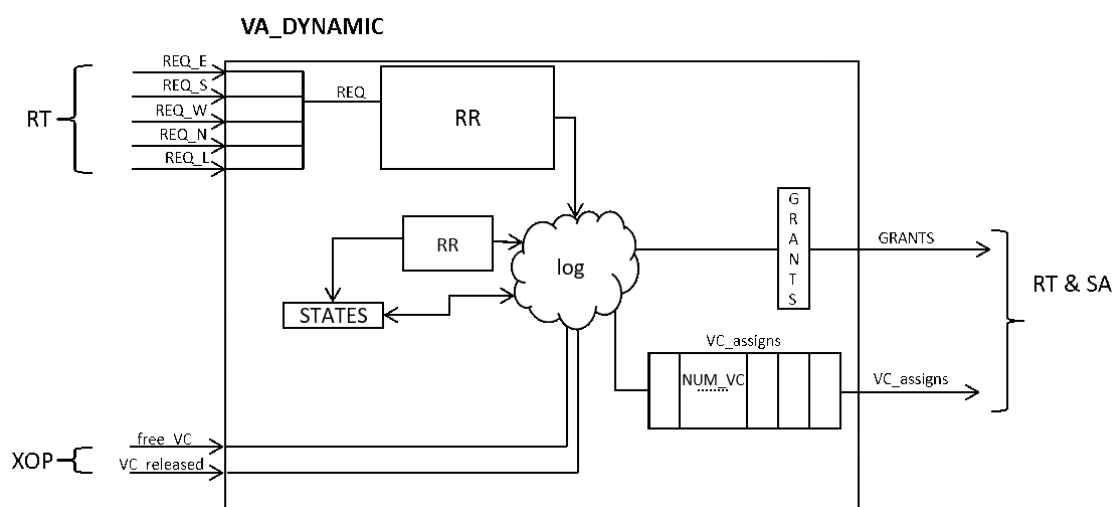 VA_DYNAMIC
REQ_E
REQ_S
REQ_W
REQ_N
REQ_L
RT
REQ
RR
RR
log
STATES
GRANTS
GRANTS
RT & SA
VC_assigns
NUM_VC
VC_assigns
free_VC
VC_released
XOP